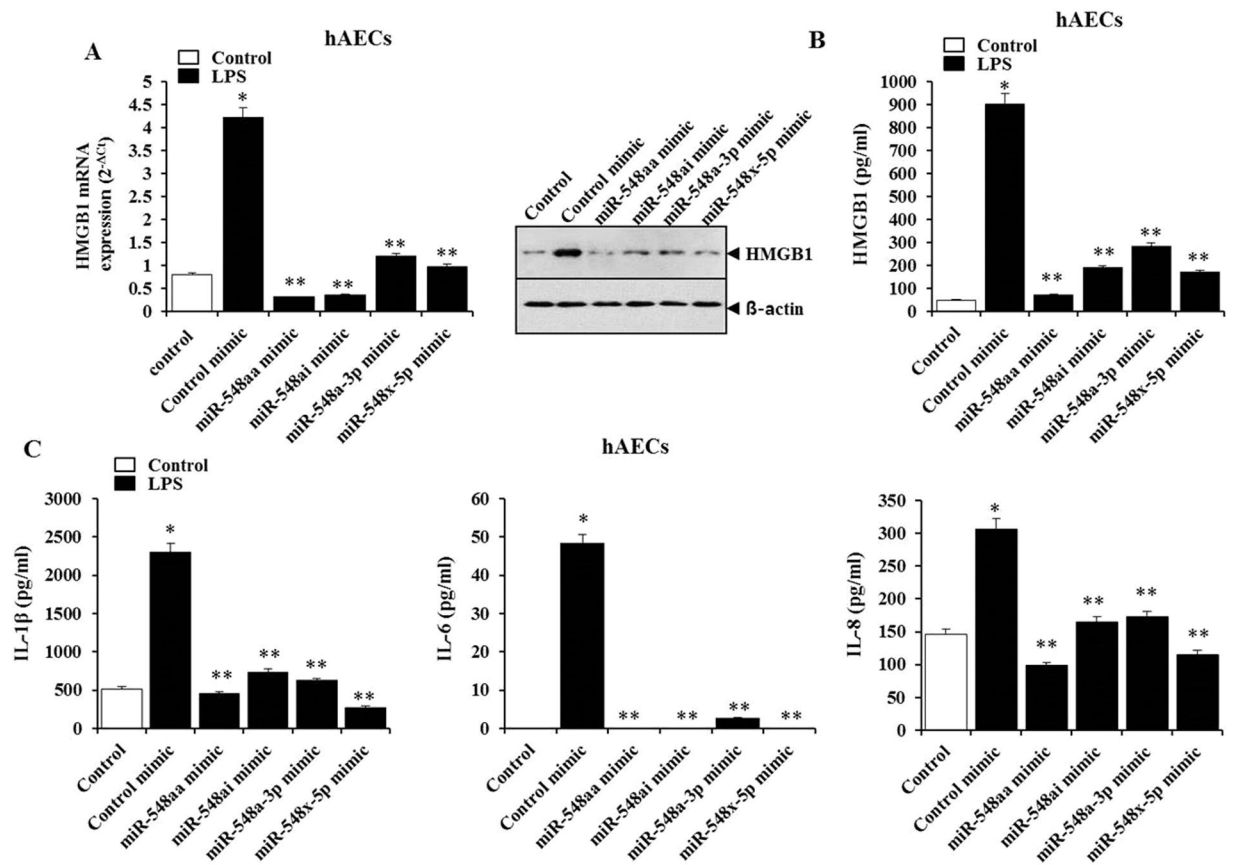 A
hAECs
Control
LPS
HMGB1 mRNA
expression (2-ΔCt)
5
4.5
4
3.5
3
2.5
2
1.5
1
0.5
0
*
**
**
**
**
control
Control mimic
miR-548aa mimic
miR-548ai mimic
miR-548a-3p mimic
miR-548x-5p mimic
Control
Control mimic
miR-548aa mimic
miR-548ai mimic
miR-548a-3p mimic
miR-548x-5p mimic
HMGB1
ß-actin
B
hAECs
Control
LPS
HMGB1
(pg/ml)
1000
900
800
700
600
500
400
300
200
100
0
*
**
**
**
**
Control
Control mimic
miR-548aa mimic
miR-548ai mimic
miR-548a-3p mimic
miR-548x-5p mimic
C
hAECs
Control
LPS
IL-1β (pg/ml)
3000
2500
2000
1500
1000
500
0
*
**
**
**
**
Control
Control mimic
miR-548aa mimic
miR-548ai mimic
miR-548a-3p mimic
miR-548x-5p mimic
IL-6 (pg/ml)
60
50
40
30
20
10
0
*
**
**
**
**
Control
Control mimic
miR-548aa mimic
miR-548ai mimic
miR-548a-3p mimic
miR-548x-5p mimic
IL-8 (pg/ml)
350
300
250
200
150
100
50
0
*
**
**
**
**
Control
Control mimic
miR-548aa mimic
miR-548ai mimic
miR-548a-3p mimic
miR-548x-5p mimic